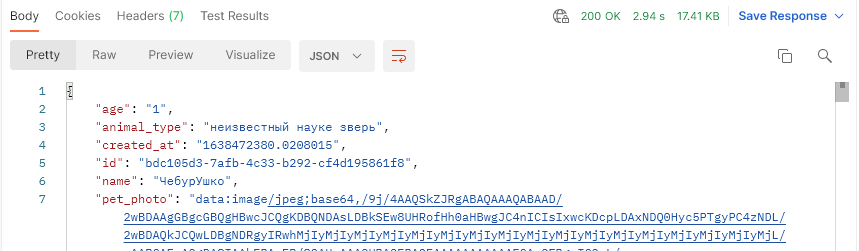 Body Cookies Headers (7) Test Results 200 OK 2.94 s 17.41 KB Save Response
Pretty Raw Preview Visualize JSON
1 {
2 "age": "1",
3 "animal_type": "неизвестный науке зверь",
4 "created_at": "1638472380.0208015",
5 "id": "bdc105d3-7afb-4c33-b292-cf4d195861f8",
6 "name": "ЧебурУшко",
7 "pet_photo": "data:image/jpeg;base64,/9j/4AAQSkZJRgABAQAAAQABAAD/
2wBDAAgGBgcGBQgHBwcJCQgKDBQNDAsLDBkSEw8UHRofHh0aHBwgJC4nICIsIxwcKDcpLDAxNDQ0Hyc5PTgyPC4zNDL/
2wBDAQkJCQwLDBgNDRgyIRwhMjIyMjIyMjIyMjIyMjIyMjIyMjIyMjIyMjIyMjIyMjIyMjIyMjIyMjIyMjIyMjIyMjL/